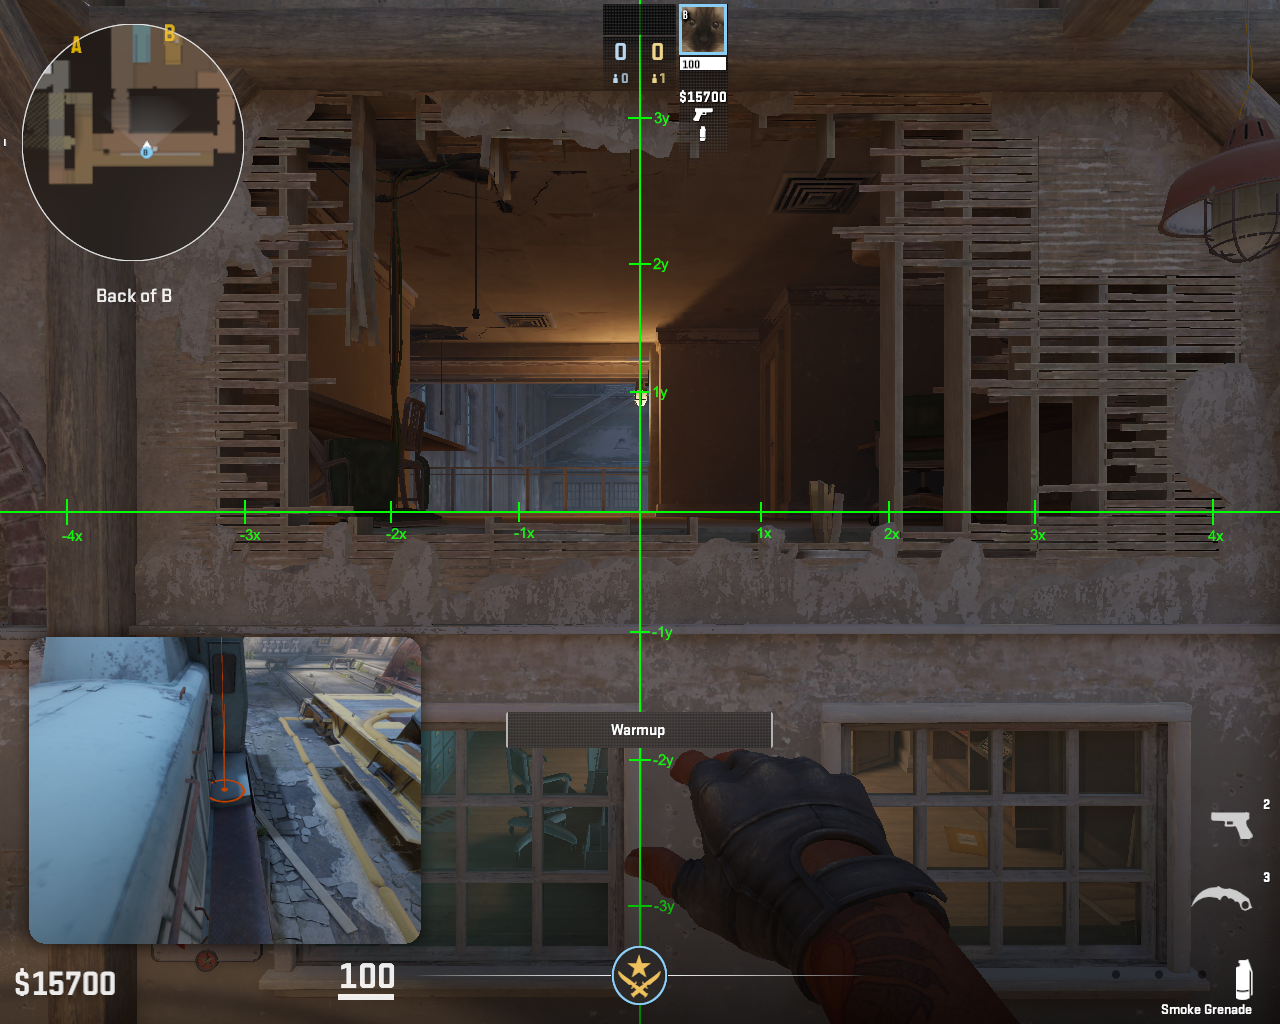 A
B
Back of B
B
100
0
0
0
1
$15700
3y
2y
1y
-4x
-3x
-2x
-1x
1x
2x
3x
4x
-1y
Warmup
-2y
-3y
2
3
$15700
100
Smoke Grenade